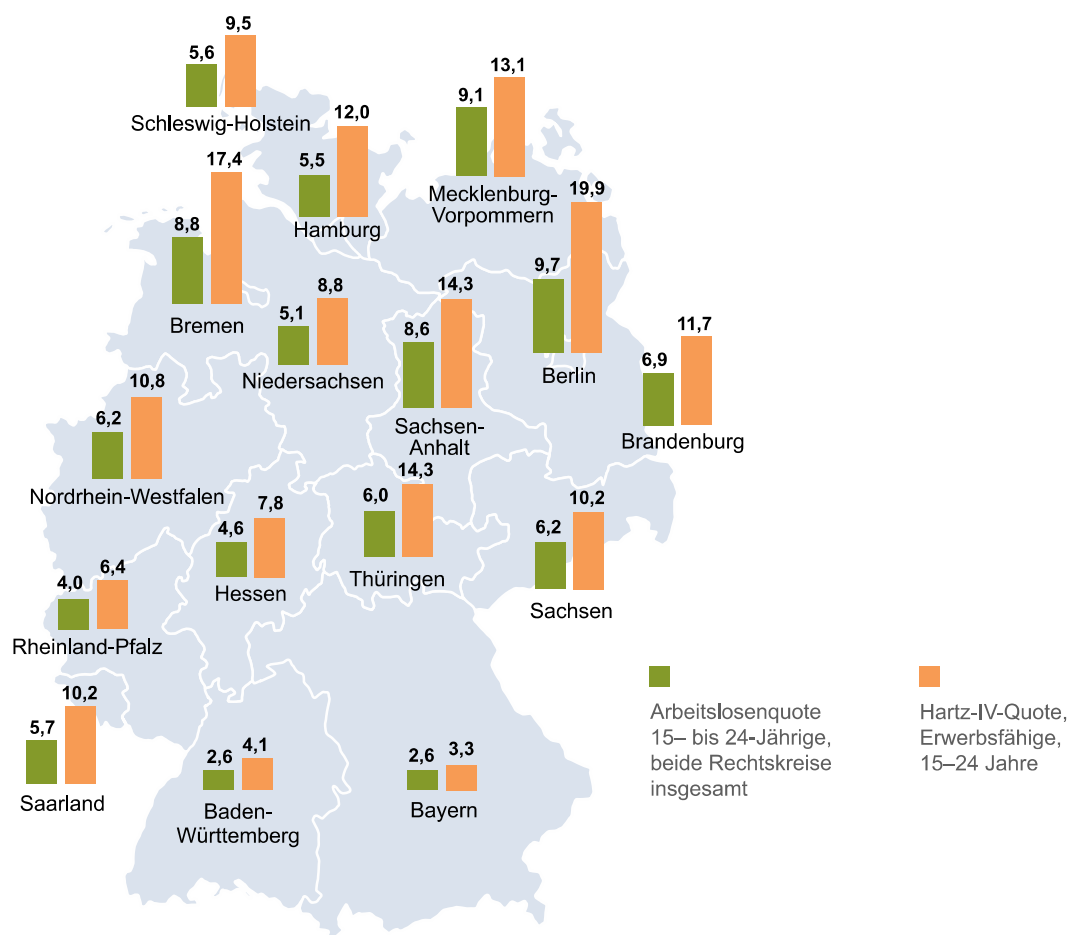 5,6 9,5
Schleswig-Holstein
5,5 12,0
Hamburg
9,1 13,1
Mecklenburg-
Vorpommern
8,8 17,4
Bremen
5,1 8,8
Niedersachsen
8,6 14,3
Sachsen-
Anhalt
9,7 19,9
Berlin
6,9 11,7
Brandenburg
6,2 10,8
Nordrhein-Westfalen
4,6 7,8
Hessen
6,0 14,3
Thüringen
6,2 10,2
Sachsen
4,0 6,4
Rheinland-Pfalz
5,7 10,2
Saarland
2,6 4,1
Baden-
Württemberg
2,6 3,3
Bayern
Arbeitslosenquote
15– bis 24-Jährige,
beide Rechtskreise
insgesamt
Hartz-IV-Quote,
Erwerbsfähige,
15–24 Jahre